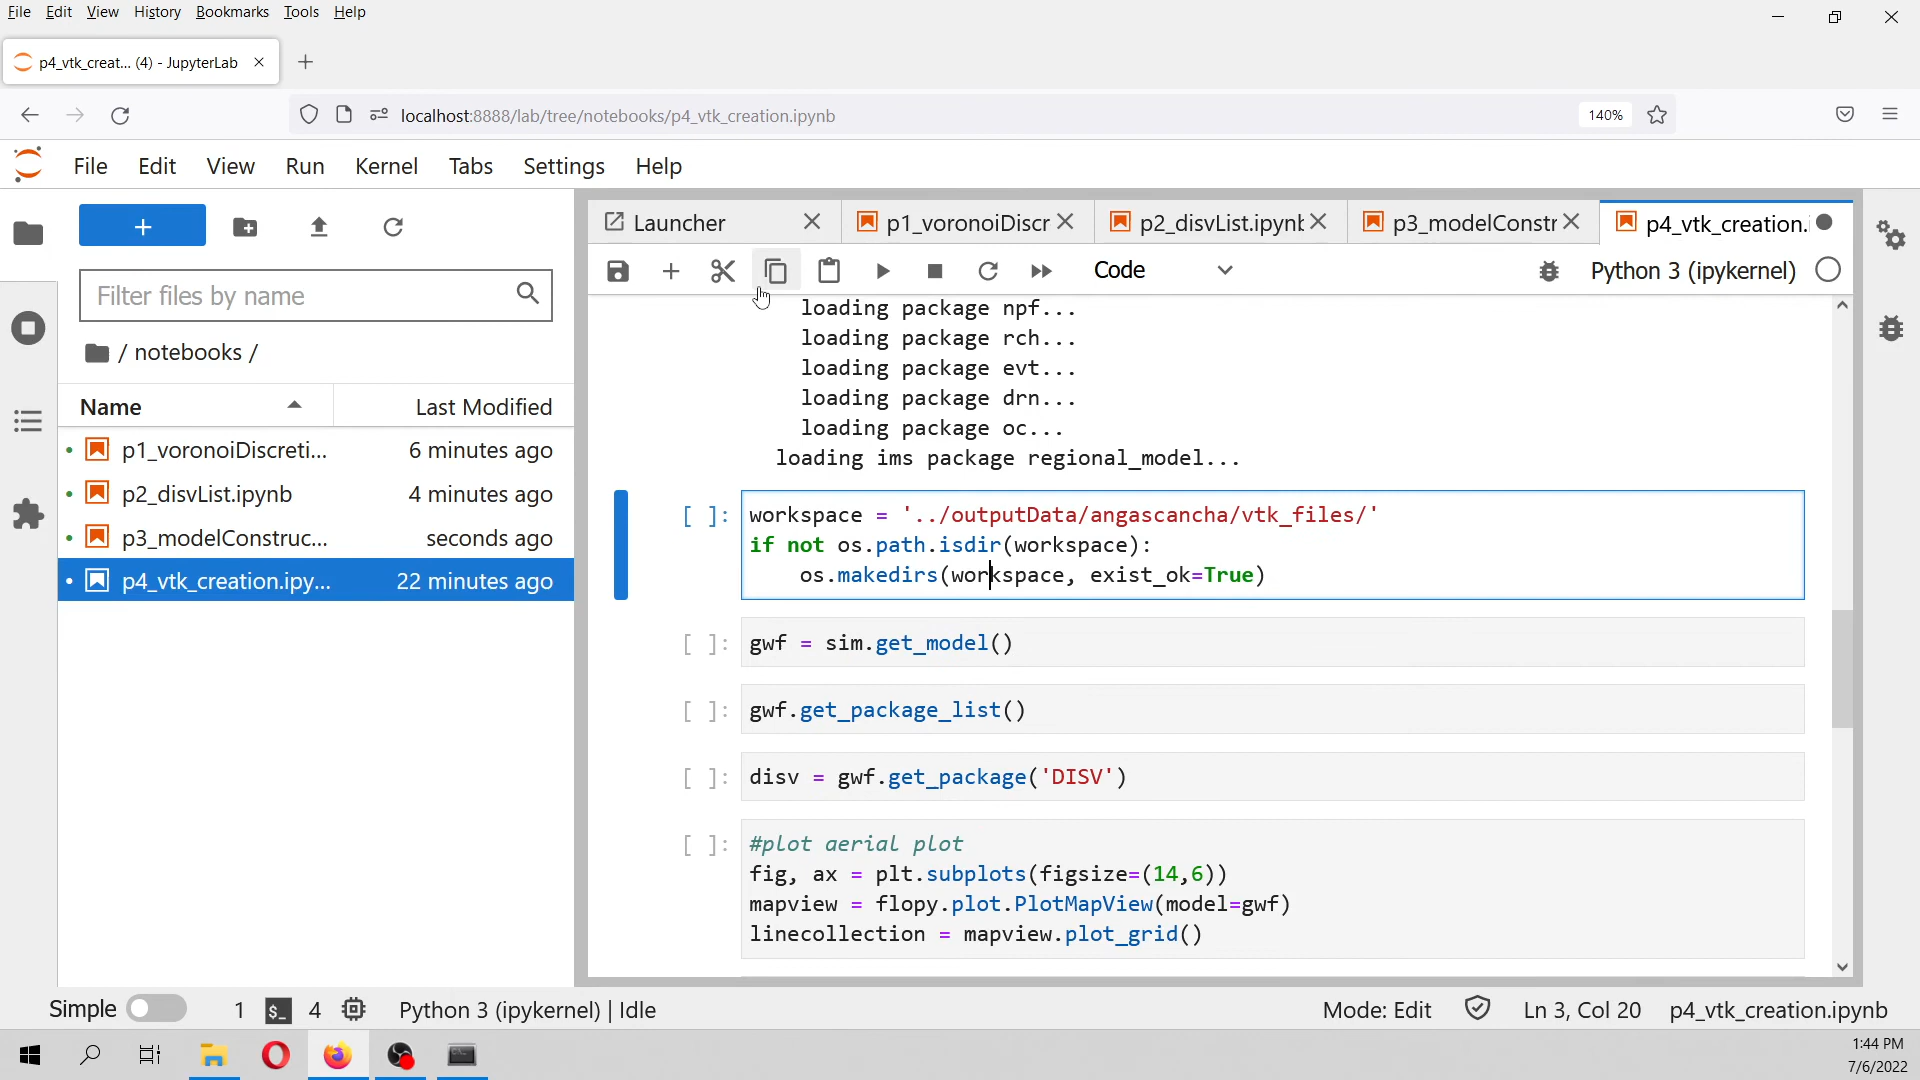 File Edit View History Bookmarks Tools Help
p4_vtk_creat... (4) - JupyterLab
localhost:8888/lab/tree/notebooks/p4_vtk_creation.ipynb 140%
File Edit View Run Kernel Tabs Settings Help
Launcher p1_voronoiDiscr p2_disvList.ipynb p3_modelConstr p4_vtk_creation.
Code Python 3 (ipykernel)
Filter files by name
/ notebooks /
Name Last Modified
p1_voronoiDiscreti... 6 minutes ago
p2_disvList.ipynb 4 minutes ago
p3_modelConstruc... seconds ago
p4_vtk_creation.ipy... 22 minutes ago
loading package npf...
loading package rch...
loading package evt...
loading package drn...
loading package oc...
loading ims package regional_model...
[ ]: workspace = '../outputData/angascancha/vtk_files/'
if not os.path.isdir(workspace):
os.makedirs(workspace, exist_ok=True)
[ ]: gwf = sim.get_model()
[ ]: gwf.get_package_list()
[ ]: disv = gwf.get_package('DISV')
[ ]: #plot aerial plot
fig, ax = plt.subplots(figsize=(14,6))
mapview = flopy.plot.PlotMapView(model=gwf)
linecollection = mapview.plot_grid()
Simple 1 $_ 4 Python 3 (ipykernel) | Idle Mode: Edit Ln 3, Col 20 p4_vtk_creation.ipynb
1:44 PM
7/6/2022